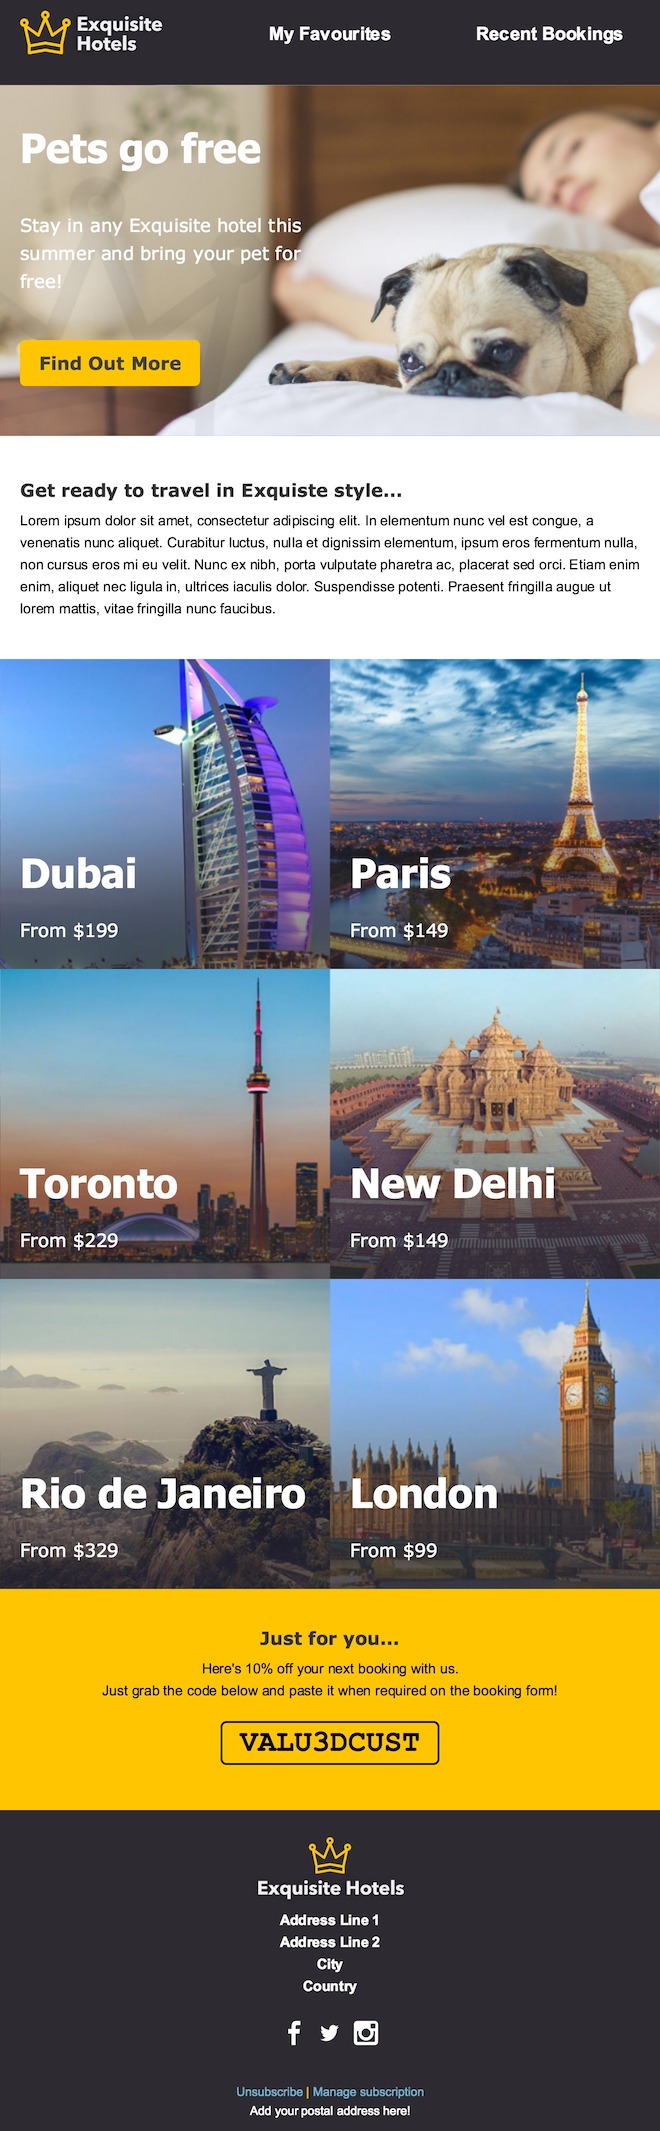 Exquisite
Hotels
My Favourites
Recent Bookings
Pets go free
Stay in any Exquisite hotel this
summer and bring your pet for
free!
Find Out More
Get ready to travel in Exquiste style...
Lorem ipsum dolor sit amet, consectetur adipiscing elit. In elementum nunc vel est congue, a
venenatis nunc aliquet. Curabitur luctus, nulla et dignissim elementum, ipsum eros fermentum nulla,
non cursus eros mi eu velit. Nunc ex nibh, porta vulputate pharetra ac, placerat sed orci. Etiam enim
enim, aliquet nec ligula in, ultrices iaculis dolor. Suspendisse potenti. Praesent fringilla augue ut
lorem mattis, vitae fringilla nunc faucibus.
Dubai
From $199
Paris
From $149
Toronto
From $229
New Delhi
From $149
Rio de Janeiro
From $329
London
From $99
Just for you...
Here's 10% off your next booking with us.
Just grab the code below and paste it when required on the booking form!
VALU3DCUST
Exquisite Hotels
Address Line 1
Address Line 2
City
Country
Unsubscribe | Manage subscription
Add your postal address here!